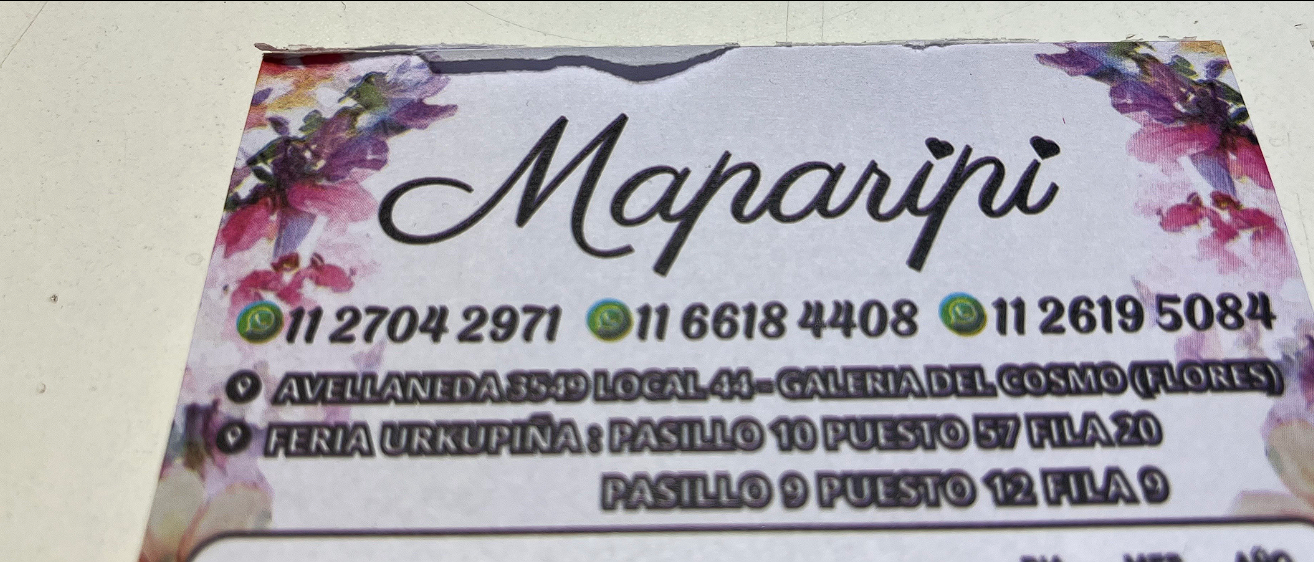 Maparipi
11 2704 2971 11 6618 4408 11 2619 5084
AVELLANEDA 3549 LOCAL 44 - GALERIA DEL COSMO (FLORES)
FERIA URKUPIÑA : PASILLO 10 PUESTO 57 FILA 20
PASILLO 9 PUESTO 12 FILA 9